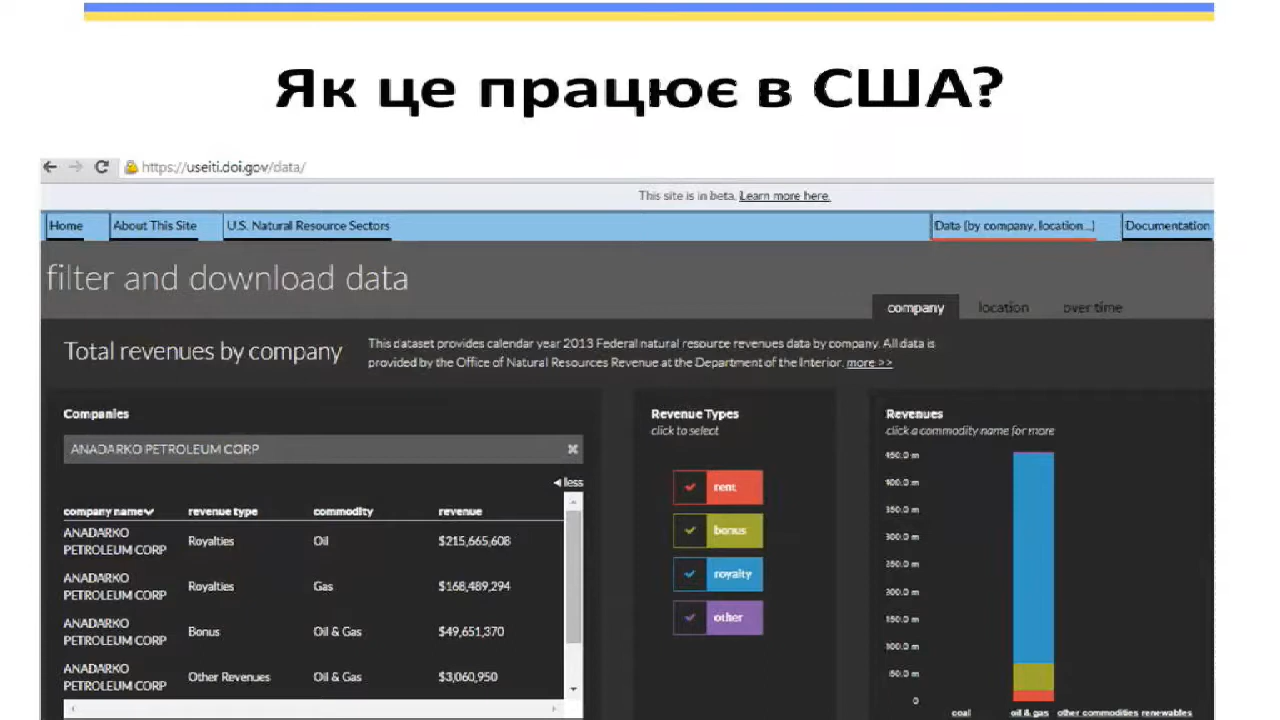 Як це працює в США?
https://useiti.doi.gov/data/
This site is in beta. Learn more here.
Home About This Site U.S. Natural Resource Sectors Data (by company, location...) Documentation
filter and download data
company location over time
Total revenues by company
This dataset provides calendar year 2013 Federal natural resource revenues data by company. All data is
provided by the Office of Natural Resources Revenue at the Department of the Interior. more >>
Companies
ANADARKO PETROLEUM CORP
less
company name revenue type commodity revenue
ANADARKO
PETROLEUM CORP Royalties Oil $215,665,608
ANADARKO
PETROLEUM CORP Royalties Gas $168,489,294
ANADARKO
PETROLEUM CORP Bonus Oil & Gas $49,651,370
ANADARKO
PETROLEUM CORP Other Revenues Oil & Gas $3,060,950
Revenue Types
click to select
rent
bonus
royalty
other
Revenues
click a commodity name for more
450.0 m
400.0 m
350.0 m
300.0 m
250.0 m
200.0 m
150.0 m
100.0 m
50.0 m
0
coal oil & gas other commodities renewables